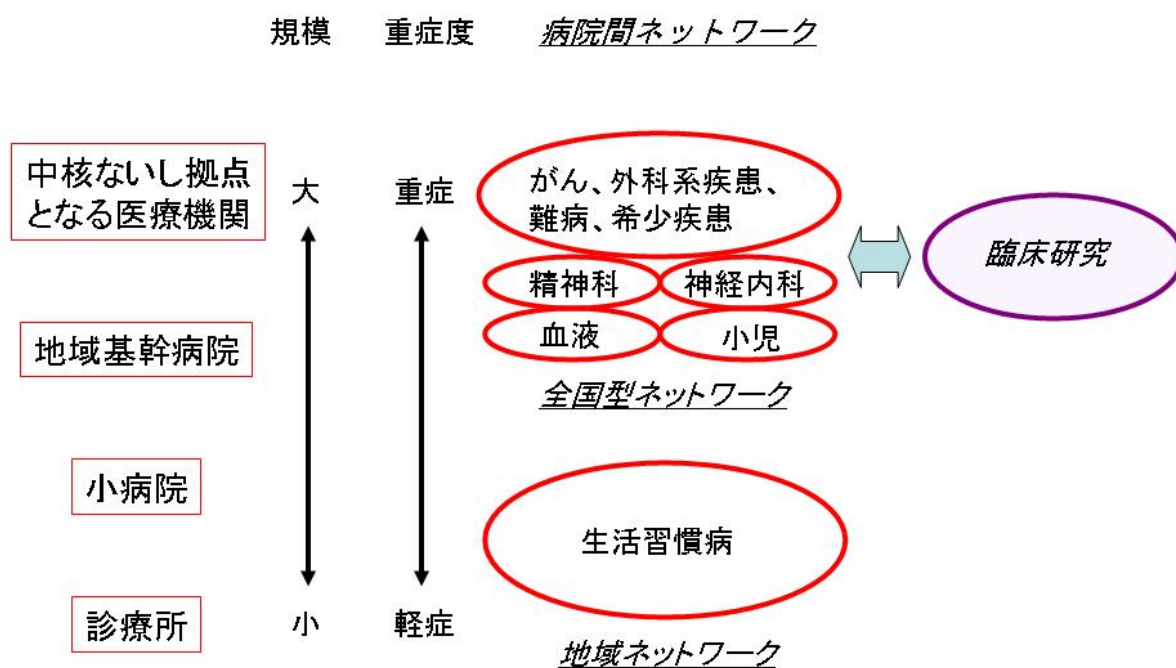 規模 重症度 病院間ネットワーク
中核ないし拠点
となる医療機関
大 重症
がん、外科系疾患、
難病、希少疾患
臨床研究
精神科 神経内科
血液 小児
地域基幹病院
全国型ネットワーク
小病院
生活習慣病
診療所
小 軽症
地域ネットワーク